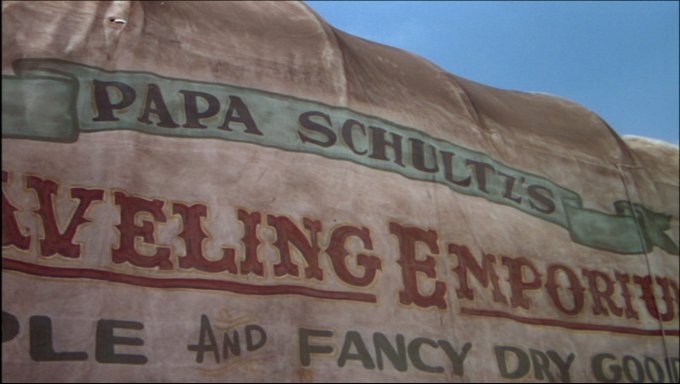 PAPA SCHULTZ'S
AVELING EMPORIU
PLE AND FANCY DRY GOOD